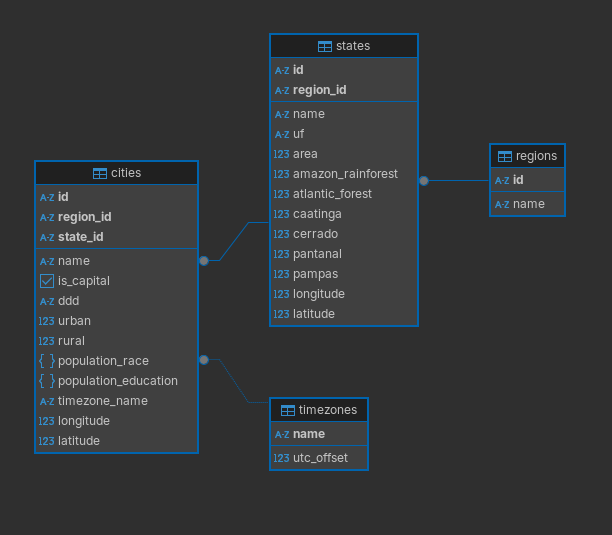 states
A-Z id
A-Z region_id
A-Z name
A-Z uf
123 area
123 amazon_rainforest
123 atlantic_forest
123 caatinga
123 cerrado
123 pantanal
123 pampas
123 longitude
123 latitude
regions
A-Z id
A-Z name
cities
A-Z id
A-Z region_id
A-Z state_id
A-Z name
is_capital
A-Z ddd
123 urban
123 rural
{ } population_race
{ } population_education
A-Z timezone_name
123 longitude
123 latitude
timezones
A-Z name
123 utc_offset